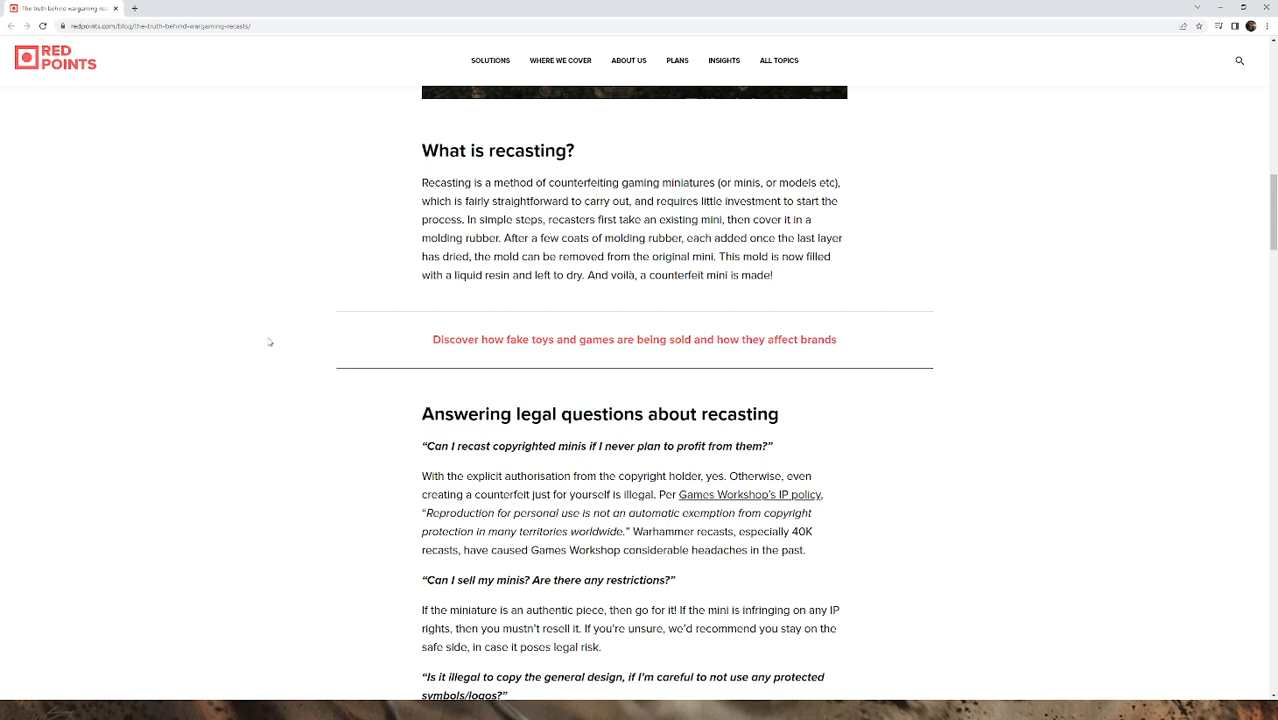 The truth behind wargaming rec
redpoints.com/blog/the-truth-behind-wargaming-recasts/
RED
POINTS
SOLUTIONS
WHERE WE COVER
ABOUT US
PLANS
INSIGHTS
ALL TOPICS
What is recasting?
Recasting is a method of counterfeiting gaming miniatures (or minis, or models etc),
which is fairly straightforward to carry out, and requires little investment to start the
process. In simple steps, recasters first take an existing mini, then cover it in a
molding rubber. After a few coats of molding rubber, each added once the last layer
has dried, the mold can be removed from the original mini. This mold is now filled
with a liquid resin and left to dry. And voilà, a counterfeit mini is made!
Discover how fake toys and games are being sold and how they affect brands
Answering legal questions about recasting
“Can I recast copyrighted minis if I never plan to profit from them?”
With the explicit authorisation from the copyright holder, yes. Otherwise, even
creating a counterfeit just for yourself is illegal. Per Games Workshop’s IP policy,
“Reproduction for personal use is not an automatic exemption from copyright
protection in many territories worldwide.” Warhammer recasts, especially 40K
recasts, have caused Games Workshop considerable headaches in the past.
“Can I sell my minis? Are there any restrictions?”
If the miniature is an authentic piece, then go for it! If the mini is infringing on any IP
rights, then you mustn’t resell it. If you’re unsure, we’d recommend you stay on the
safe side, in case it poses legal risk.
“Is it illegal to copy the general design, if I’m careful to not use any protected
symbols/logos?”